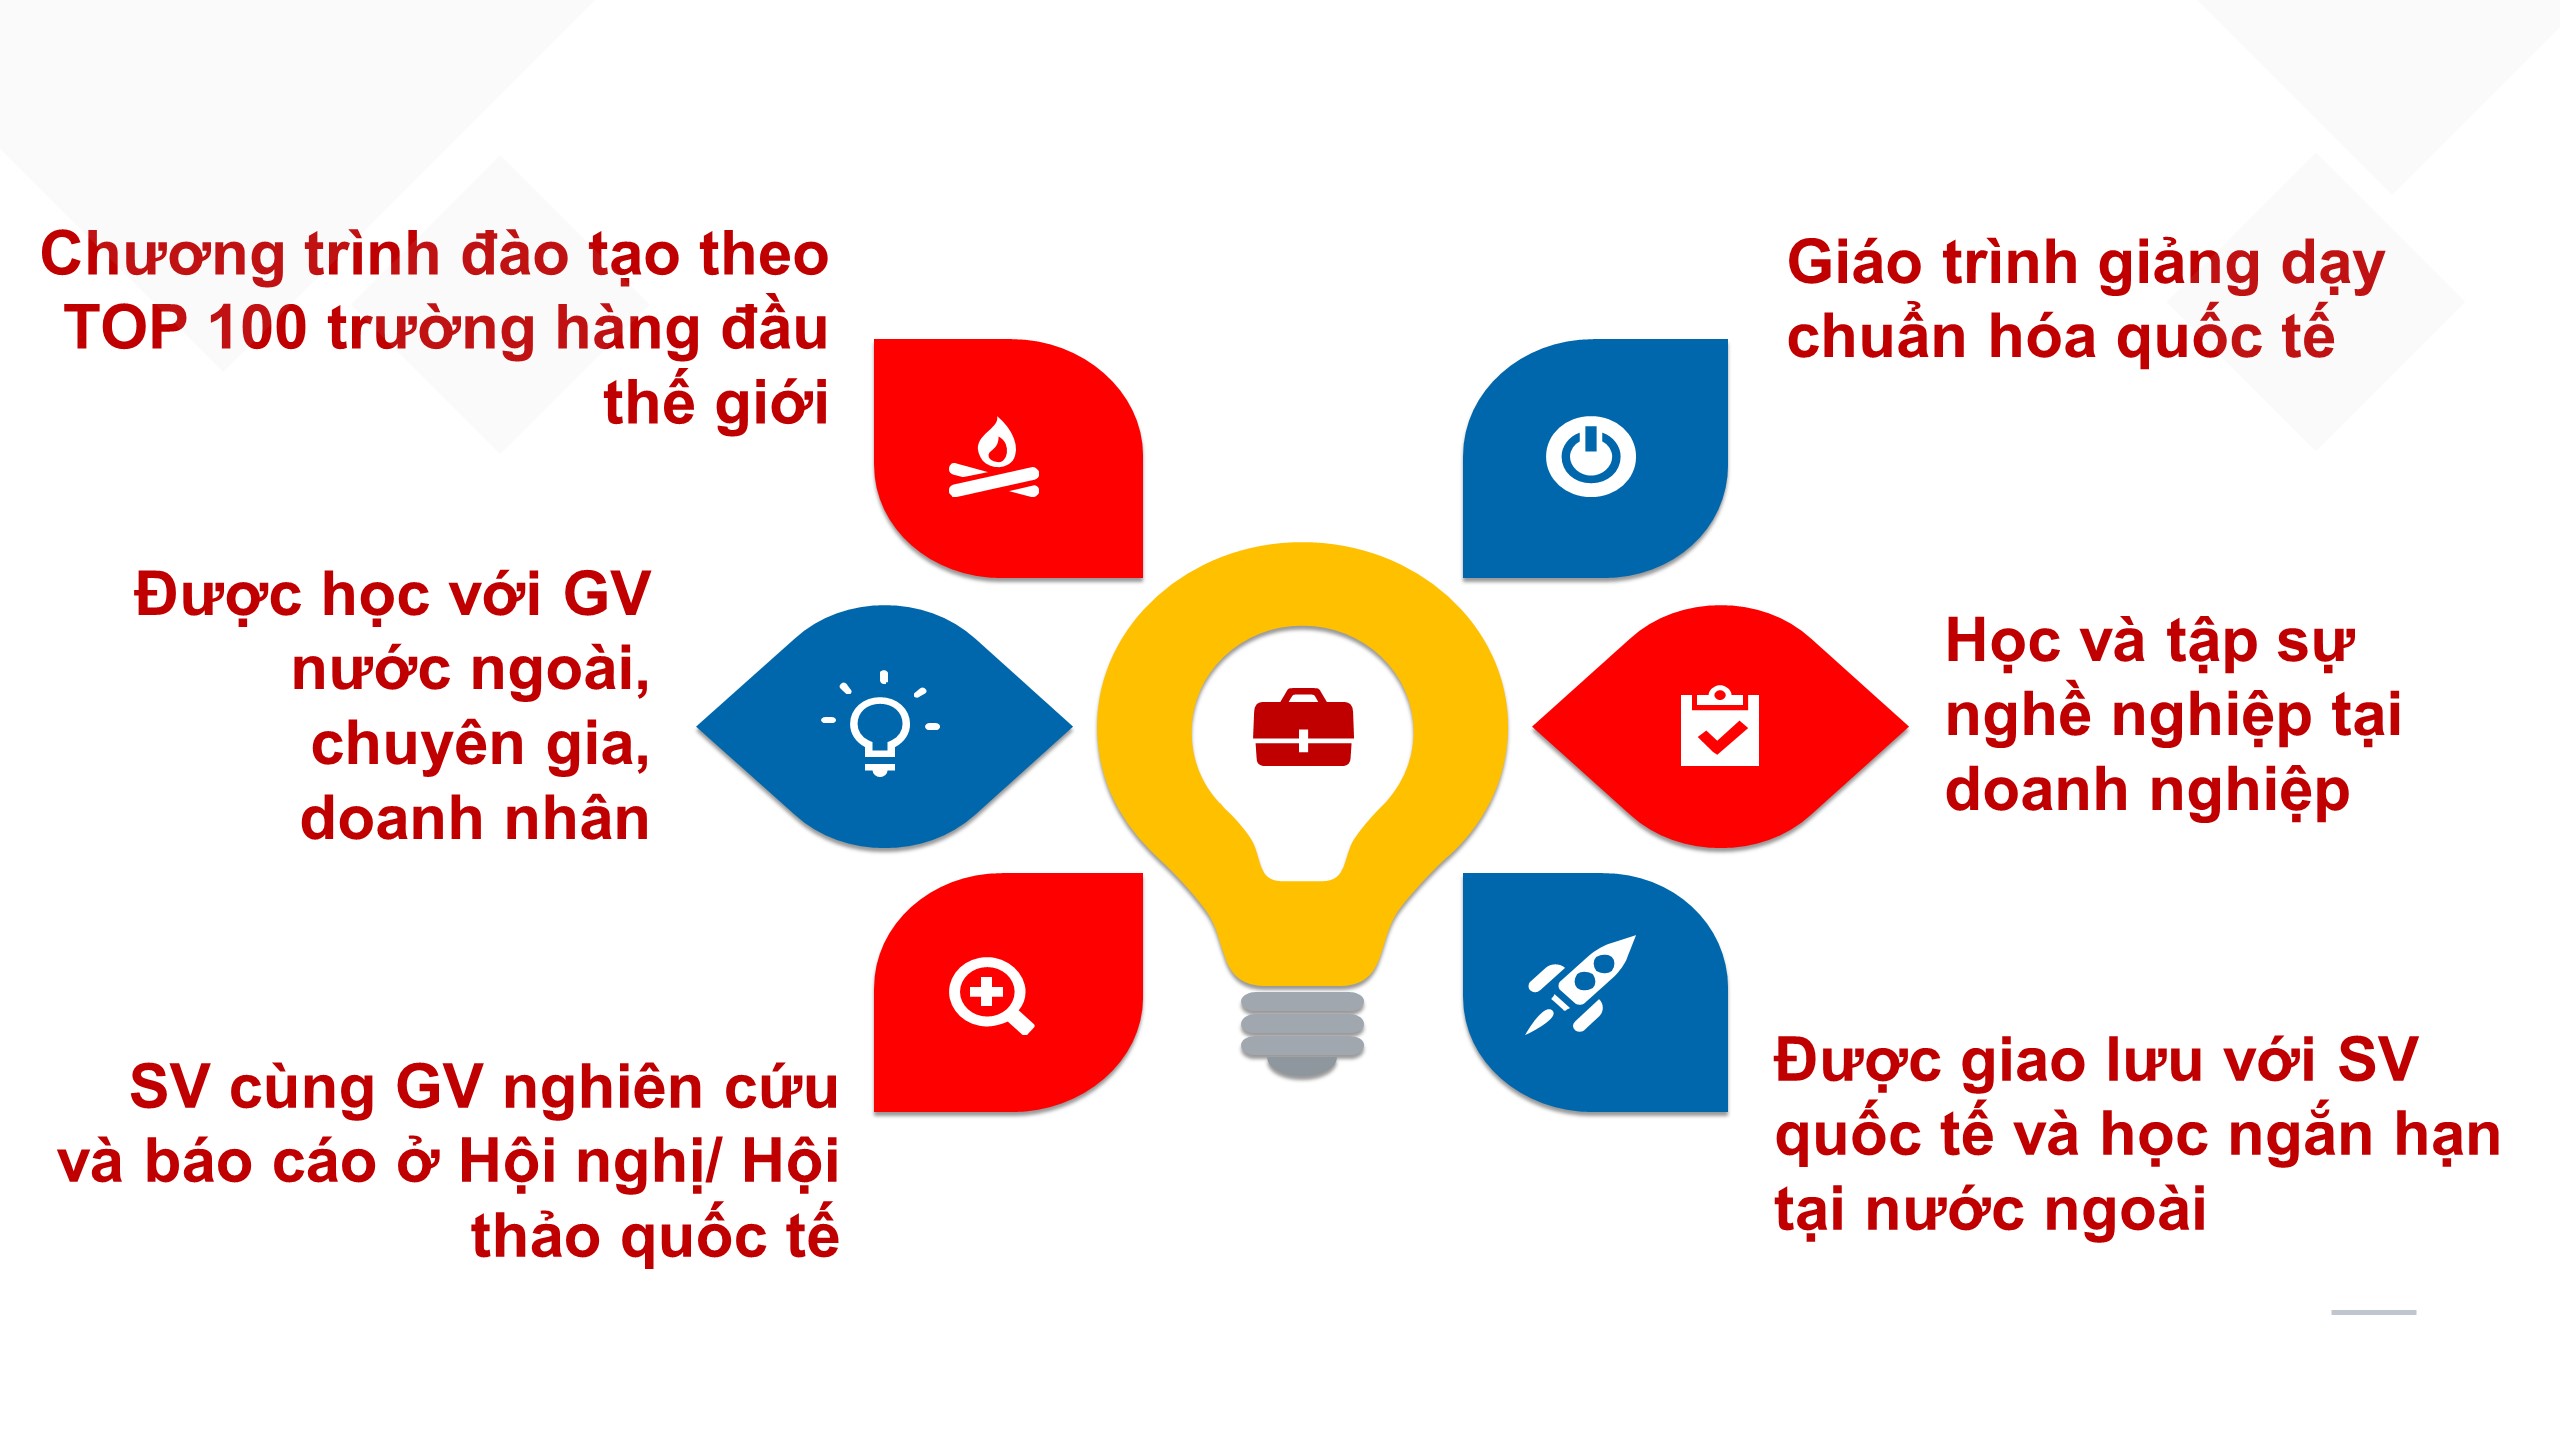 Chương trình đào tạo theo
TOP 100 trường hàng đầu
thế giới
Được học với GV
nước ngoài,
chuyên gia,
doanh nhân
SV cùng GV nghiên cứu
và báo cáo ở Hội nghị/ Hội
thảo quốc tế
Giáo trình giảng dạy
chuẩn hóa quốc tế
Học và tập sự
nghề nghiệp tại
doanh nghiệp
Được giao lưu với SV
quốc tế và học ngắn hạn
tại nước ngoài